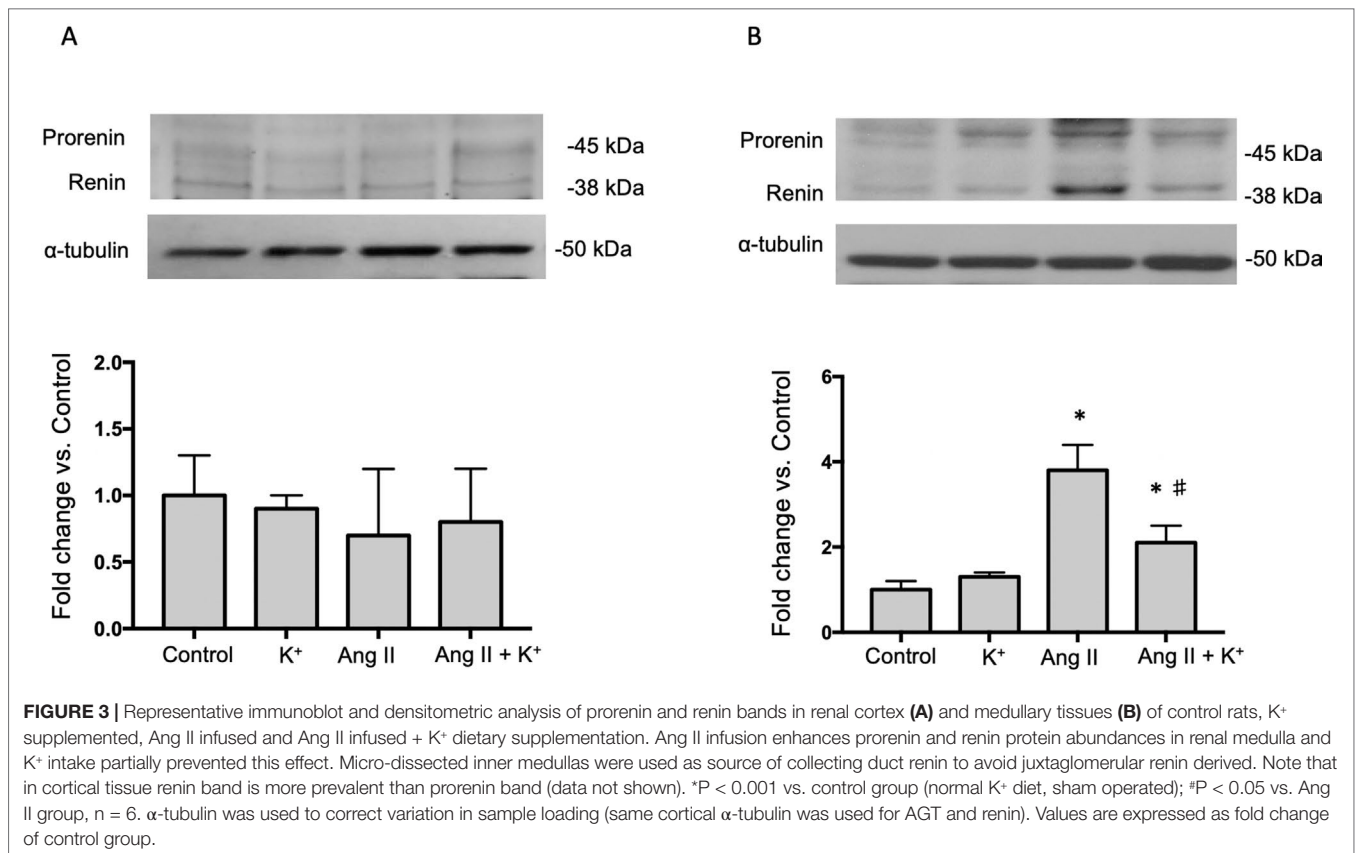 A
B
Prorenin
-45 kDa
Renin
-38 kDa
α-tubulin
-50 kDa
Prorenin
-45 kDa
Renin
-38 kDa
α-tubulin
-50 kDa
Fold change vs. Control
2.0
1.5
1.0
0.5
0.0
Control K⁺ Ang II Ang II + K⁺
Fold change vs. Control
6
4
2
0
*
* #
Control K⁺ Ang II Ang II + K⁺
FIGURE 3 | Representative immunoblot and densitometric analysis of prorenin and renin bands in renal cortex (A) and medullary tissues (B) of control rats, K⁺
supplemented, Ang II infused and Ang II infused + K⁺ dietary supplementation. Ang II infusion enhances prorenin and renin protein abundances in renal medulla and
K⁺ intake partially prevented this effect. Micro-dissected inner medullas were used as source of collecting duct renin to avoid juxtaglomerular renin derived. Note that
in cortical tissue renin band is more prevalent than prorenin band (data not shown). *P < 0.001 vs. control group (normal K⁺ diet, sham operated); #P < 0.05 vs. Ang
II group, n = 6. α-tubulin was used to correct variation in sample loading (same cortical α-tubulin was used for AGT and renin). Values are expressed as fold change
of control group.